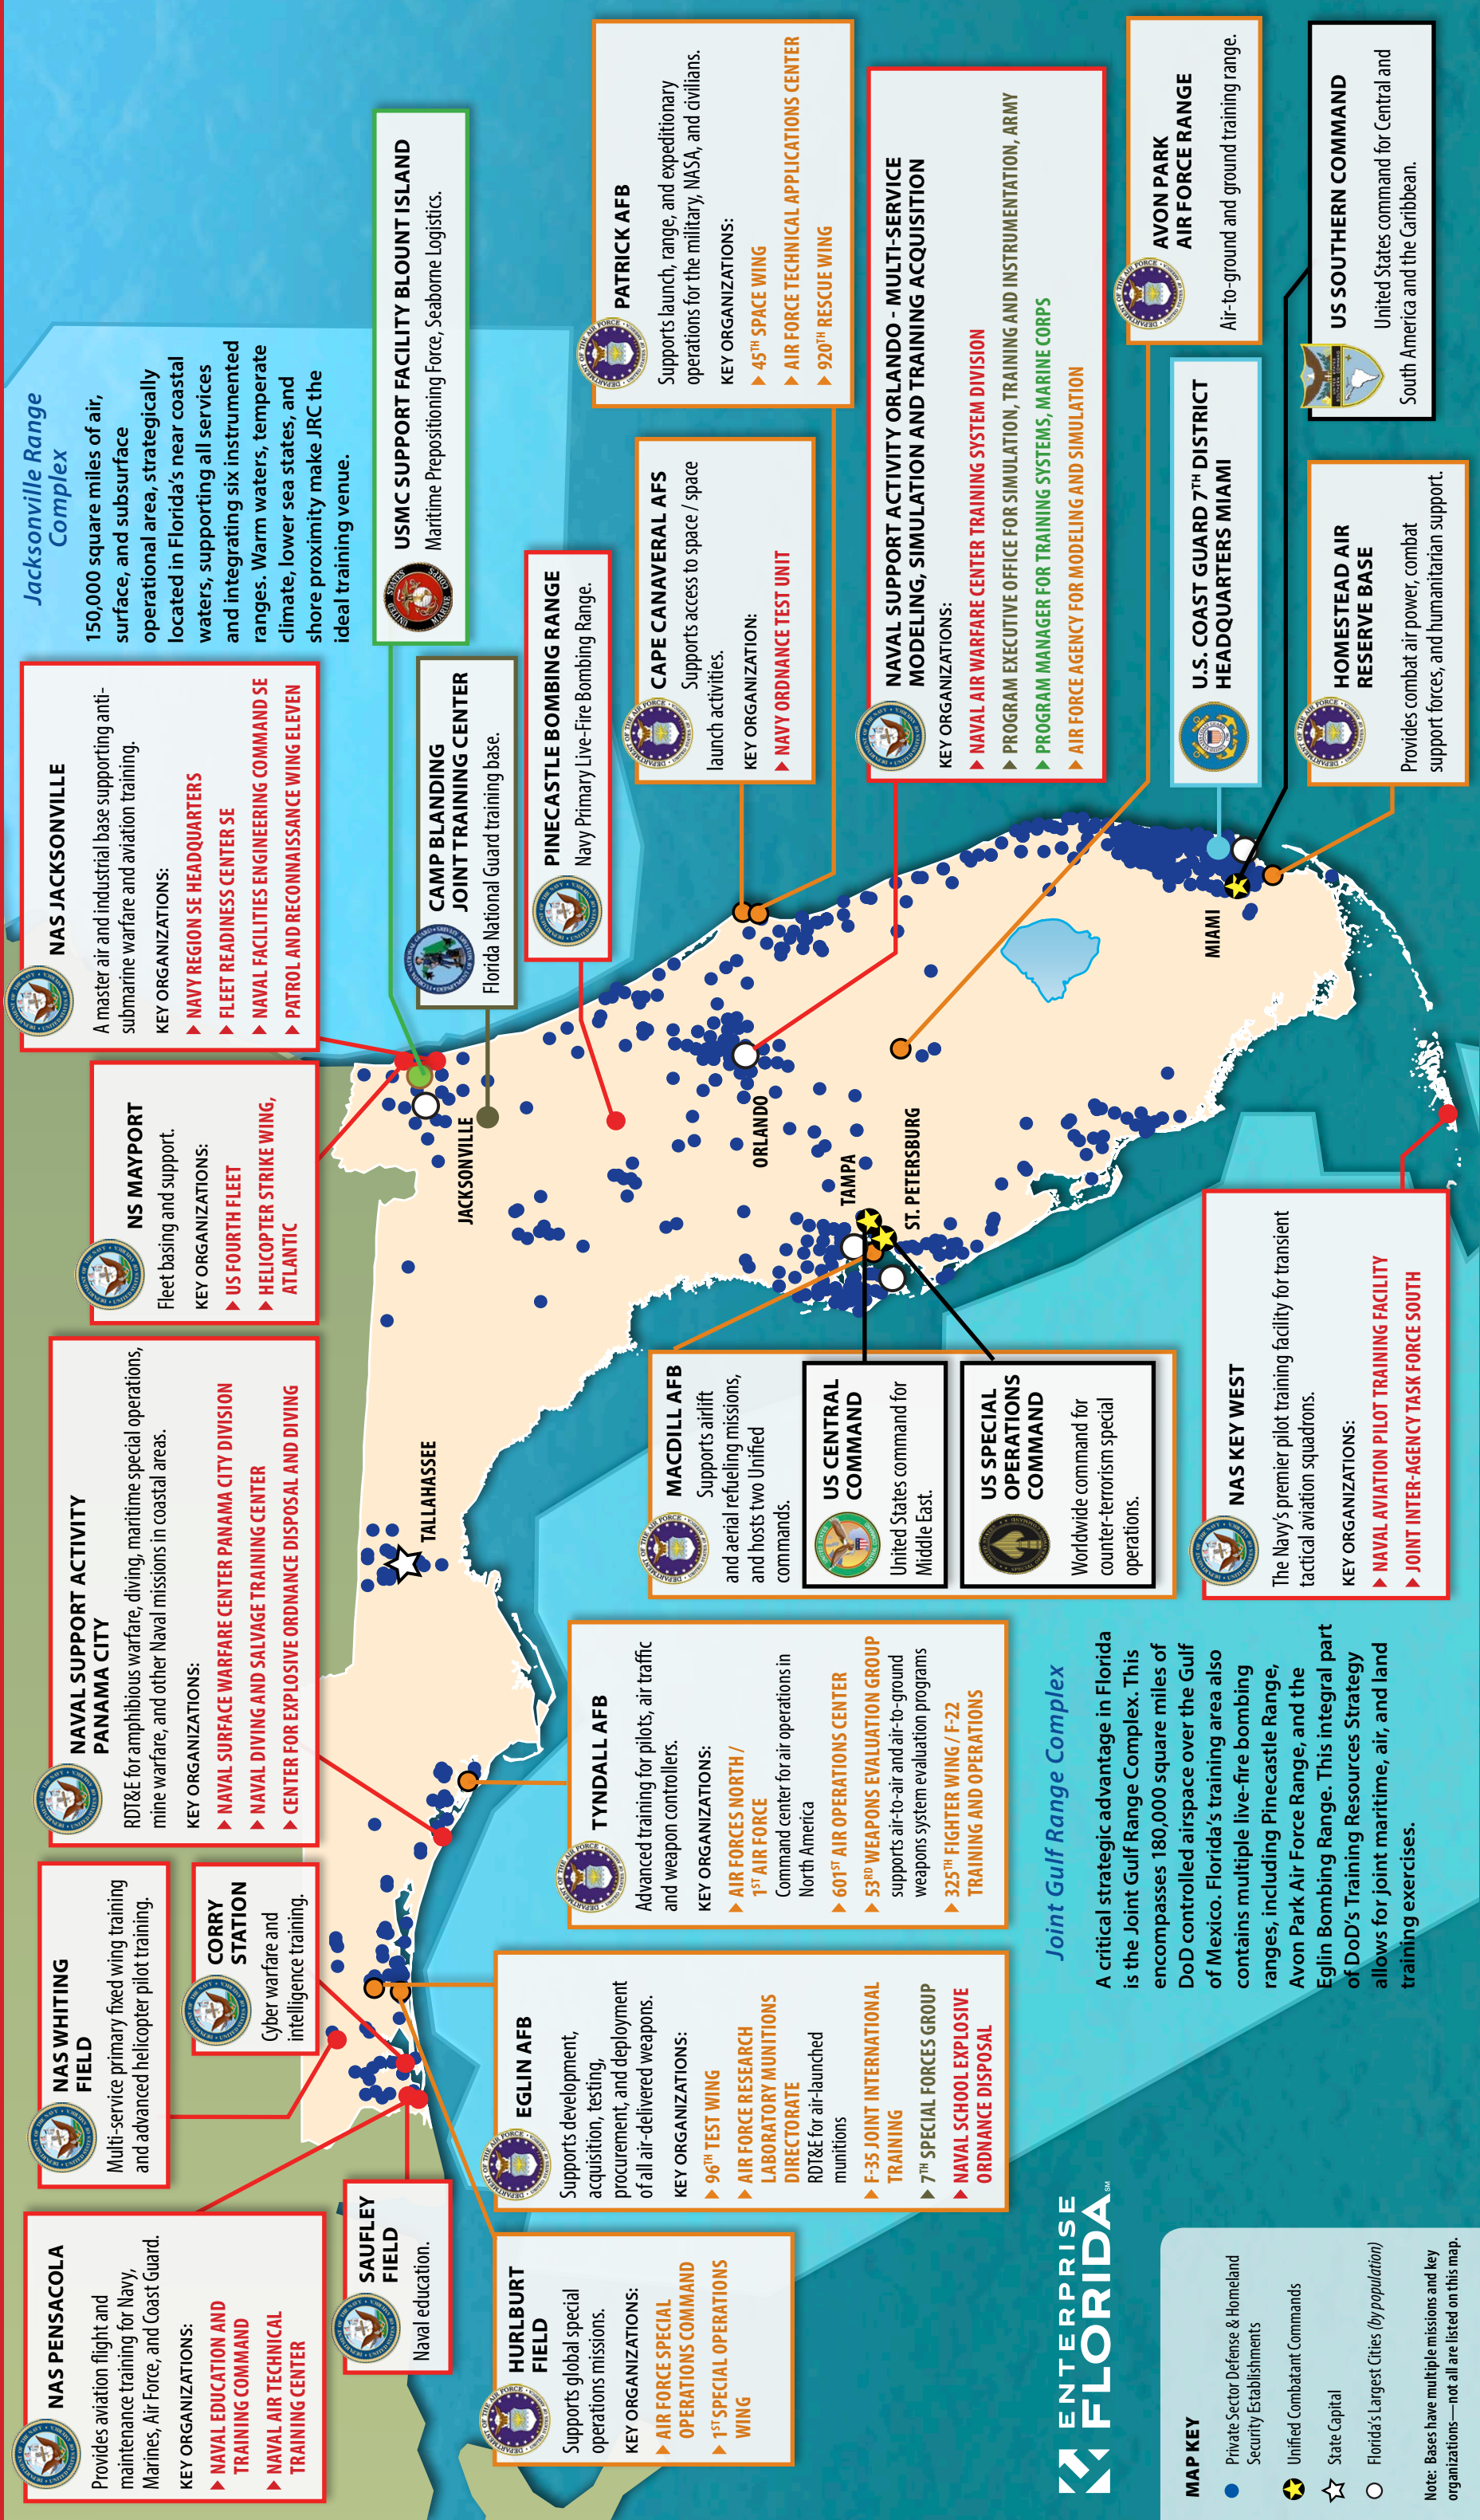 NAS PENSACOLA
Provides aviation flight and
maintenance training for Navy,
Marines, Air Force, and Coast Guard.
KEY ORGANIZATIONS:
NAVAL EDUCATION AND
TRAINING COMMAND
NAVAL AIR TECHNICAL
TRAINING CENTER
NAS WHITING
FIELD
Multi-service primary fixed wing training
and advanced helicopter pilot training.
CORRY
STATION
Cyber warfare and
intelligence training.
SAUFLEY
FIELD
Naval education.
NAVAL SUPPORT ACTIVITY
PANAMA CITY
RDT&E for amphibious warfare, diving, maritime special operations,
mine warfare, and other Naval missions in coastal areas.
KEY ORGANIZATIONS:
NAVAL SURFACE WARFARE CENTER PANAMA CITY DIVISION
NAVAL DIVING AND SALVAGE TRAINING CENTER
CENTER FOR EXPLOSIVE ORDNANCE DISPOSAL AND DIVING
NS MAYPORT
Fleet basing and support.
KEY ORGANIZATIONS:
US FOURTH FLEET
HELICOPTER STRIKE WING,
ATLANTIC
NAS JACKSONVILLE
A master air and industrial base supporting anti-
submarine warfare and aviation training.
KEY ORGANIZATIONS:
NAVY REGION SE HEADQUARTERS
FLEET READINESS CENTER SE
NAVAL FACILITIES ENGINEERING COMMAND SE
PATROL AND RECONNAISSANCE WING ELEVEN
Jacksonville Range
Complex
150,000 square miles of air,
surface, and subsurface
operational area, strategically
located in Florida's near coastal
waters, supporting all services
and integrating six instrumented
ranges. Warm waters, temperate
climate, lower sea states, and
shore proximity make JRC the
ideal training venue.
USMC SUPPORT FACILITY BLOUNT ISLAND
Maritime Prepositioning Force, Seaborne Logistics.
CAMP BLANDING
JOINT TRAINING CENTER
Florida National Guard training base.
PINECASTLE BOMBING RANGE
Navy Primary Live-Fire Bombing Range.
PATRICK AFB
Supports launch, range, and expeditionary
operations for the military, NASA, and civilians.
KEY ORGANIZATIONS:
45TH SPACE WING
AIR FORCE TECHNICAL APPLICATIONS CENTER
920TH RESCUE WING
CAPE CANAVERAL AFS
Supports access to space / space
launch activities.
KEY ORGANIZATION:
NAVY ORDNANCE TEST UNIT
NAVAL SUPPORT ACTIVITY ORLANDO - MULTI-SERVICE
MODELING, SIMULATION AND TRAINING ACQUISITION
KEY ORGANIZATIONS:
NAVAL AIR WARFARE CENTER TRAINING SYSTEM DIVISION
PROGRAM EXECUTIVE OFFICE FOR SIMULATION, TRAINING AND INSTRUMENTATION, ARMY
PROGRAM MANAGER FOR TRAINING SYSTEMS, MARINE CORPS
AIR FORCE AGENCY FOR MODELING AND SIMULATION
AVON PARK
AIR FORCE RANGE
Air-to-ground and ground training range.
U.S. COAST GUARD 7TH DISTRICT
HEADQUARTERS MIAMI
US SOUTHERN COMMAND
United States command for Central and
South America and the Caribbean.
HOMESTEAD AIR
RESERVE BASE
Provides combat air power, combat
support forces, and humanitarian support.
TALLAHASSEE
JACKSONVILLE
ORLANDO
TAMPA
ST. PETERSBURG
MIAMI
HURLBURT
FIELD
Supports global special
operations missions.
KEY ORGANIZATIONS:
AIR FORCE SPECIAL
OPERATIONS COMMAND
1ST SPECIAL OPERATIONS
WING
EGLIN AFB
Supports development,
acquisition, testing,
procurement, and deployment
of all air-delivered weapons.
KEY ORGANIZATIONS:
96TH TEST WING
AIR FORCE RESEARCH
LABORATORY MUNITIONS
DIRECTORATE
RDT&E for air-launched
munitions
F-35 JOINT INTERNATIONAL
TRAINING
7TH SPECIAL FORCES GROUP
NAVAL SCHOOL EXPLOSIVE
ORDNANCE DISPOSAL
TYNDALL AFB
Advanced training for pilots, air traffic
and weapon controllers.
KEY ORGANIZATIONS:
AIR FORCES NORTH /
1ST AIR FORCE
Command center for air operations in
North America
601ST AIR OPERATIONS CENTER
53RD WEAPONS EVALUATION GROUP
supports air-to-air and air-to-ground
weapons system evaluation programs
325TH FIGHTER WING / F-22
TRAINING AND OPERATIONS
MACDILL AFB
Supports airlift
and aerial refueling missions,
and hosts two Unified
commands.
US CENTRAL
COMMAND
United States command for
Middle East.
US SPECIAL
OPERATIONS
COMMAND
Worldwide command for
counter-terrorism special
operations.
NAS KEY WEST
The Navy's premier pilot training facility for transient
tactical aviation squadrons.
KEY ORGANIZATIONS:
NAVAL AVIATION PILOT TRAINING FACILITY
JOINT INTER-AGENCY TASK FORCE SOUTH
Joint Gulf Range Complex
A critical strategic advantage in Florida
is the Joint Gulf Range Complex. This
encompasses 180,000 square miles of
DoD controlled airspace over the Gulf
of Mexico. Florida's training area also
contains multiple live-fire bombing
ranges, including Pinecastle Range,
Avon Park Air Force Range, and the
Eglin Bombing Range. This integral part
of DoD's Training Resources Strategy
allows for joint maritime, air, and land
training exercises.
ENTERPRISE
FLORIDA SM
MAP KEY
Private Sector Defense & Homeland
Security Establishments
Unified Combatant Commands
State Capital
Florida's Largest Cities (by population)
Note: Bases have multiple missions and key
organizations—not all are listed on this map.